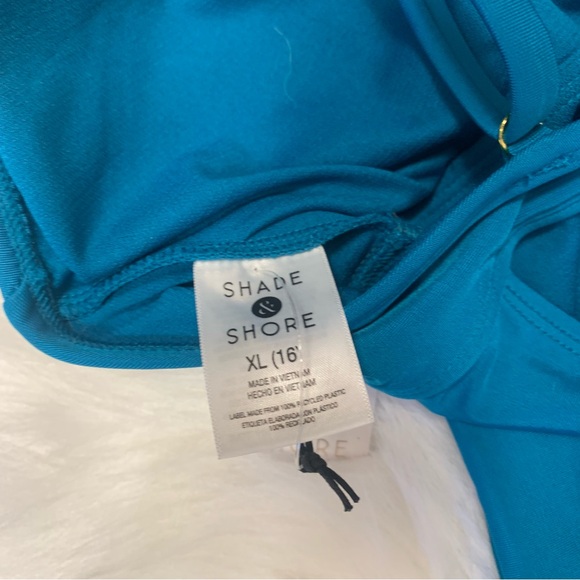 SHADE
&
SHORE
XL (16)
MADE IN VIETNAM
HECHO EN VIETNAM
LABEL MADE FROM 100% RECYCLED PLASTIC
ETIQUETA ELABORADA CON PLÁSTICO
100% RECICLADO